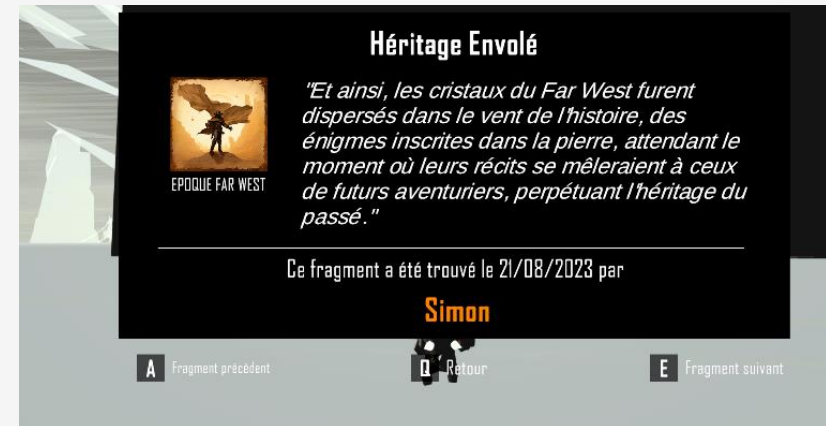 Héritage Envolé
"Et ainsi, les cristaux du Far West furent
dispersés dans le vent de l'histoire, des
énigmes inscrites dans la pierre, attendant le
moment où leurs récits se mêleraient à ceux
de futurs aventuriers, perpétuant l'héritage du
passé."
EPOQUE FAR WEST
Ce fragment a été trouvé le 21/08/2023 par
Simon
A Fragment précédent
Q Retour
E Fragment suivant